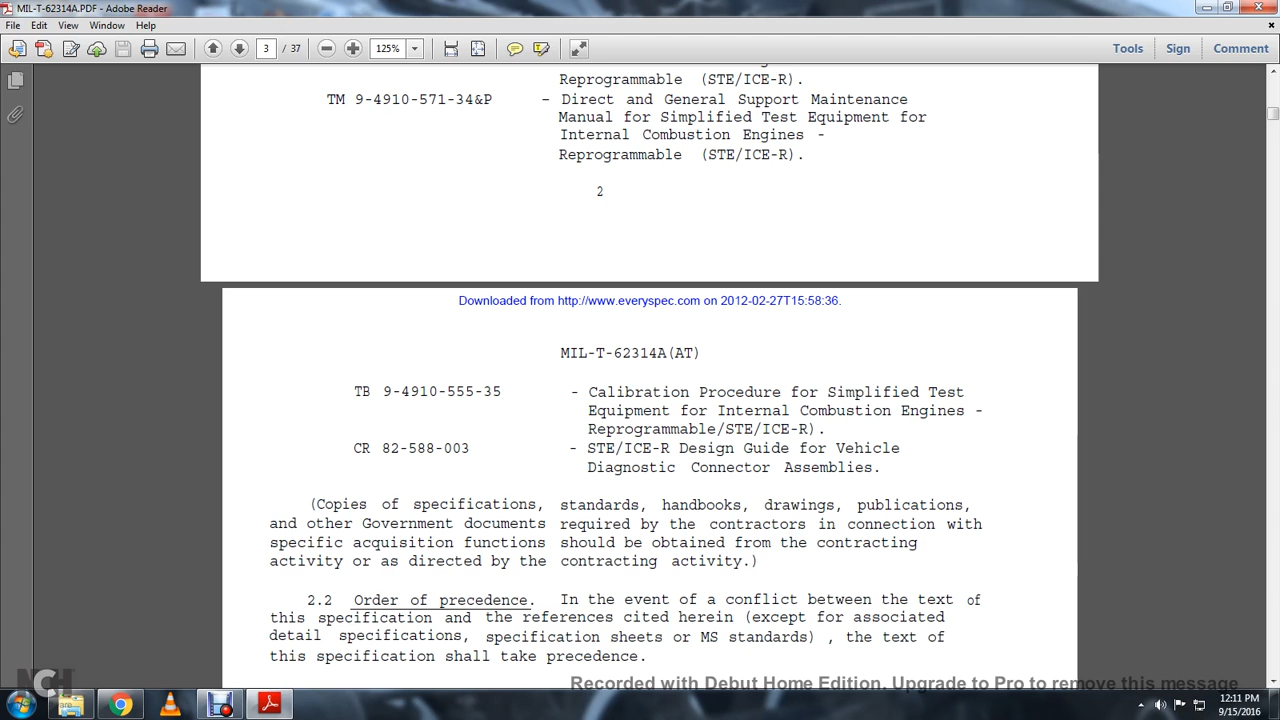 MIL-T-62314A.PDF - Adobe Reader
File Edit View Window Help
3 / 37 125% Tools Sign Comment
Reprogrammable (STE/ICE-R).
TM 9-4910-571-34&P - Direct and General Support Maintenance
Manual for Simplified Test Equipment for
Internal Combustion Engines -
Reprogrammable (STE/ICE-R).
2
Downloaded from http://www.everyspec.com on 2012-02-27T15:58:36.
MIL-T-62314A(AT)
TB 9-4910-555-35 - Calibration Procedure for Simplified Test
Equipment for Internal Combustion Engines -
Reprogrammable/STE/ICE-R).
CR 82-588-003 - STE/ICE-R Design Guide for Vehicle
Diagnostic Connector Assemblies.
(Copies of specifications, standards, handbooks, drawings, publications,
and other Government documents required by the contractors in connection with
specific acquisition functions should be obtained from the contracting
activity or as directed by the contracting activity.)
2.2 Order of precedence. In the event of a conflict between the text of
this specification and the references cited herein (except for associated
detail specifications, specification sheets or MS standards) , the text of
this specification shall take precedence.
Recorded with Debut Home Edition. Upgrade to Pro to remove this message
NCH
12:11 PM
9/15/2016